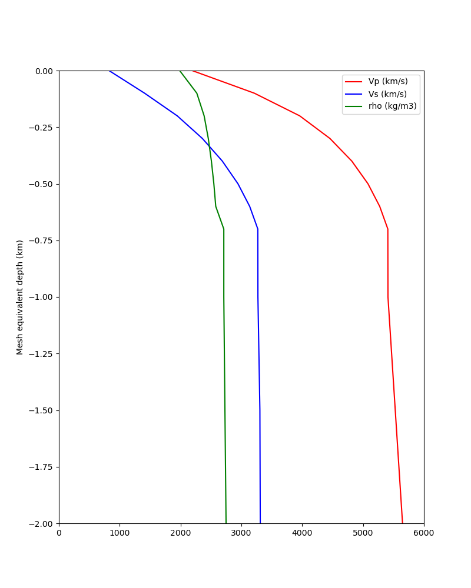 0.00
−0.25
−0.50
−0.75
−1.00
−1.25
−1.50
−1.75
−2.00
Mesh equivalent depth (km)
Vp (km/s)
Vs (km/s)
rho (kg/m3)
0 1000 2000 3000 4000 5000 6000